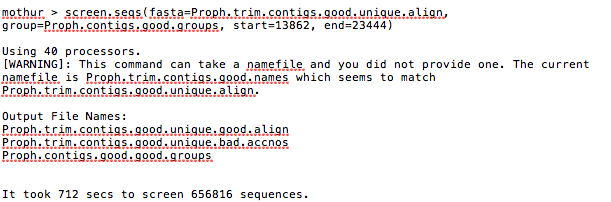 mothur > screen.seqs(fasta=Proph.trim.contigs.good.unique.align,
group=Proph.contigs.good.groups, start=13862, end=23444)
Using 40 processors.
[WARNING]: This command can take a namefile and you did not provide one. The current
namefile is Proph.trim.contigs.good.names which seems to match
Proph.trim.contigs.good.unique.align.
Output File Names:
Proph.trim.contigs.good.unique.good.align
Proph.trim.contigs.good.unique.bad.accnos
Proph.contigs.good.good.groups
It took 712 secs to screen 656816 sequences.